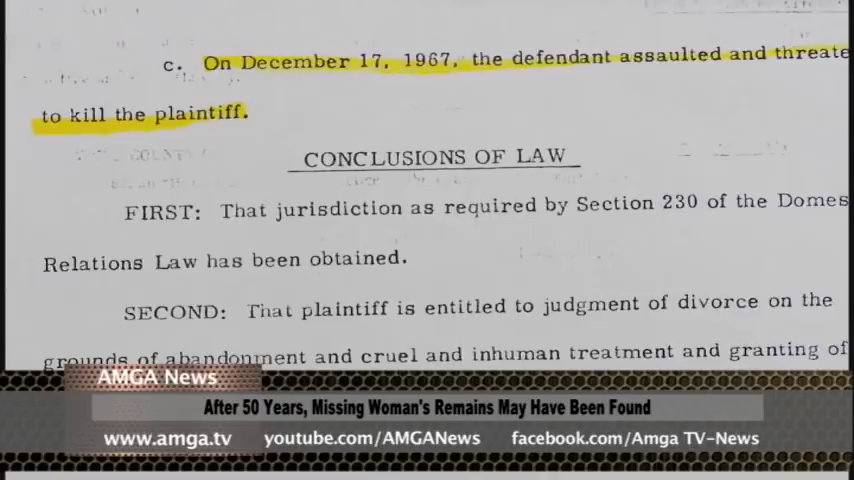 c. On December 17, 1967, the defendant assaulted and threate
to kill the plaintiff.
CONCLUSIONS OF LAW
FIRST: That jurisdiction as required by Section 230 of the Domes
Relations Law has been obtained.
SECOND: That plaintiff is entitled to judgment of divorce on the
grounds of abandonment and cruel and inhuman treatment and granting of
AMGA News
After 50 Years, Missing Woman's Remains May Have Been Found
www.amga.tv youtube.com/AMGANews facebook.com/Amga TV-News